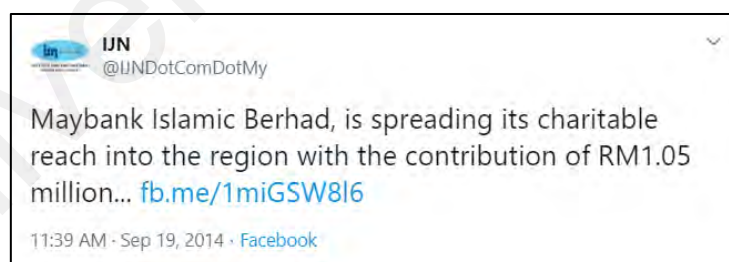 IJN
@IJNDotComDotMy
Maybank Islamic Berhad, is spreading its charitable
reach into the region with the contribution of RM1.05
million... fb.me/1miGSW8l6
11:39 AM · Sep 19, 2014 · Facebook